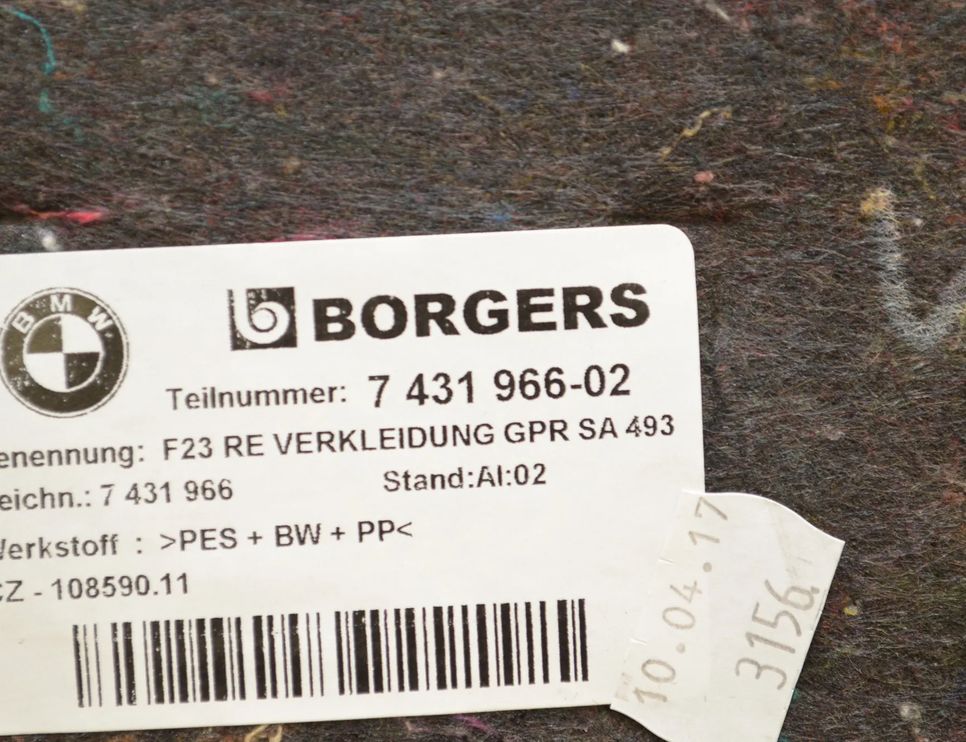 BMW
BORGERS
Teilnummer: 7 431 966-02
enennung: F23 RE VERKLEIDUNG GPR SA 493
eichn.: 7 431 966 Stand:AI:02
Werkstoff : >PES + BW + PP<
CZ - 108590.11
10.04.17
3156